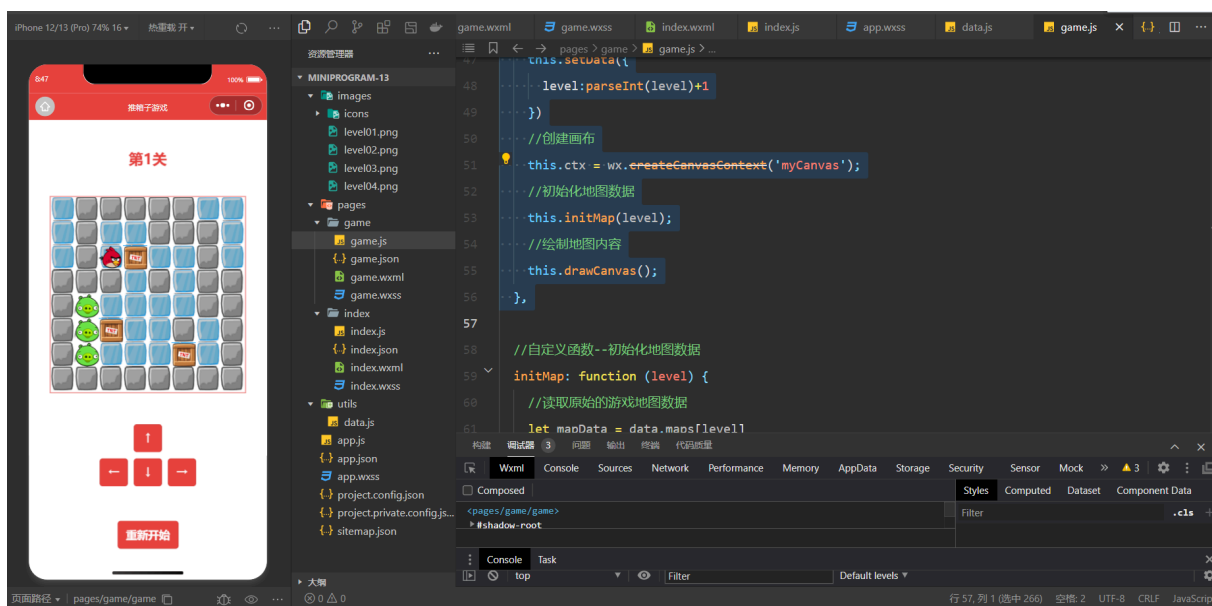 iPhone 12/13 (Pro) 74% 16
热重载 开
8:47
100%
推箱子游戏
第1关
↑
← ↓ →
重新开始
页面路径 pages/game/game
资源管理器
MINIPROGRAM-13
images
icons
level01.png
level02.png
level03.png
level04.png
pages
game
game.js
game.json
game.wxml
game.wxss
index
index.js
index.json
index.wxml
index.wxss
utils
data.js
app.js
app.json
app.wxss
project.config.json
project.private.config.js...
sitemap.json
大纲
0 0
game.wxml game.wxss index.wxml index.js app.wxss data.js game.js
pages > game > game.js > ...
47 this.setData({
48 level:parseInt(level)+1
49 })
50 //创建画布
51 this.ctx = wx.createCanvasContext('myCanvas');
52 //初始化地图数据
53 this.initMap(level);
54 //绘制地图内容
55 this.drawCanvas();
56 },
57
58 //自定义函数--初始化地图数据
59 initMap: function (level) {
60 //读取原始的游戏地图数据
61 let mapData = data.maps[level]
构建 调试器 3 问题 输出 终端 代码质量
Wxml Console Sources Network Performance Memory AppData Storage Security Sensor Mock » 3
Composed
Styles Computed Dataset Component Data
<pages/game/game>
#shadow-root
Filter .cls +
Console Task
top Filter Default levels
行 57, 列 1 (选中 266) 空格: 2 UTF-8 CRLF JavaScrip